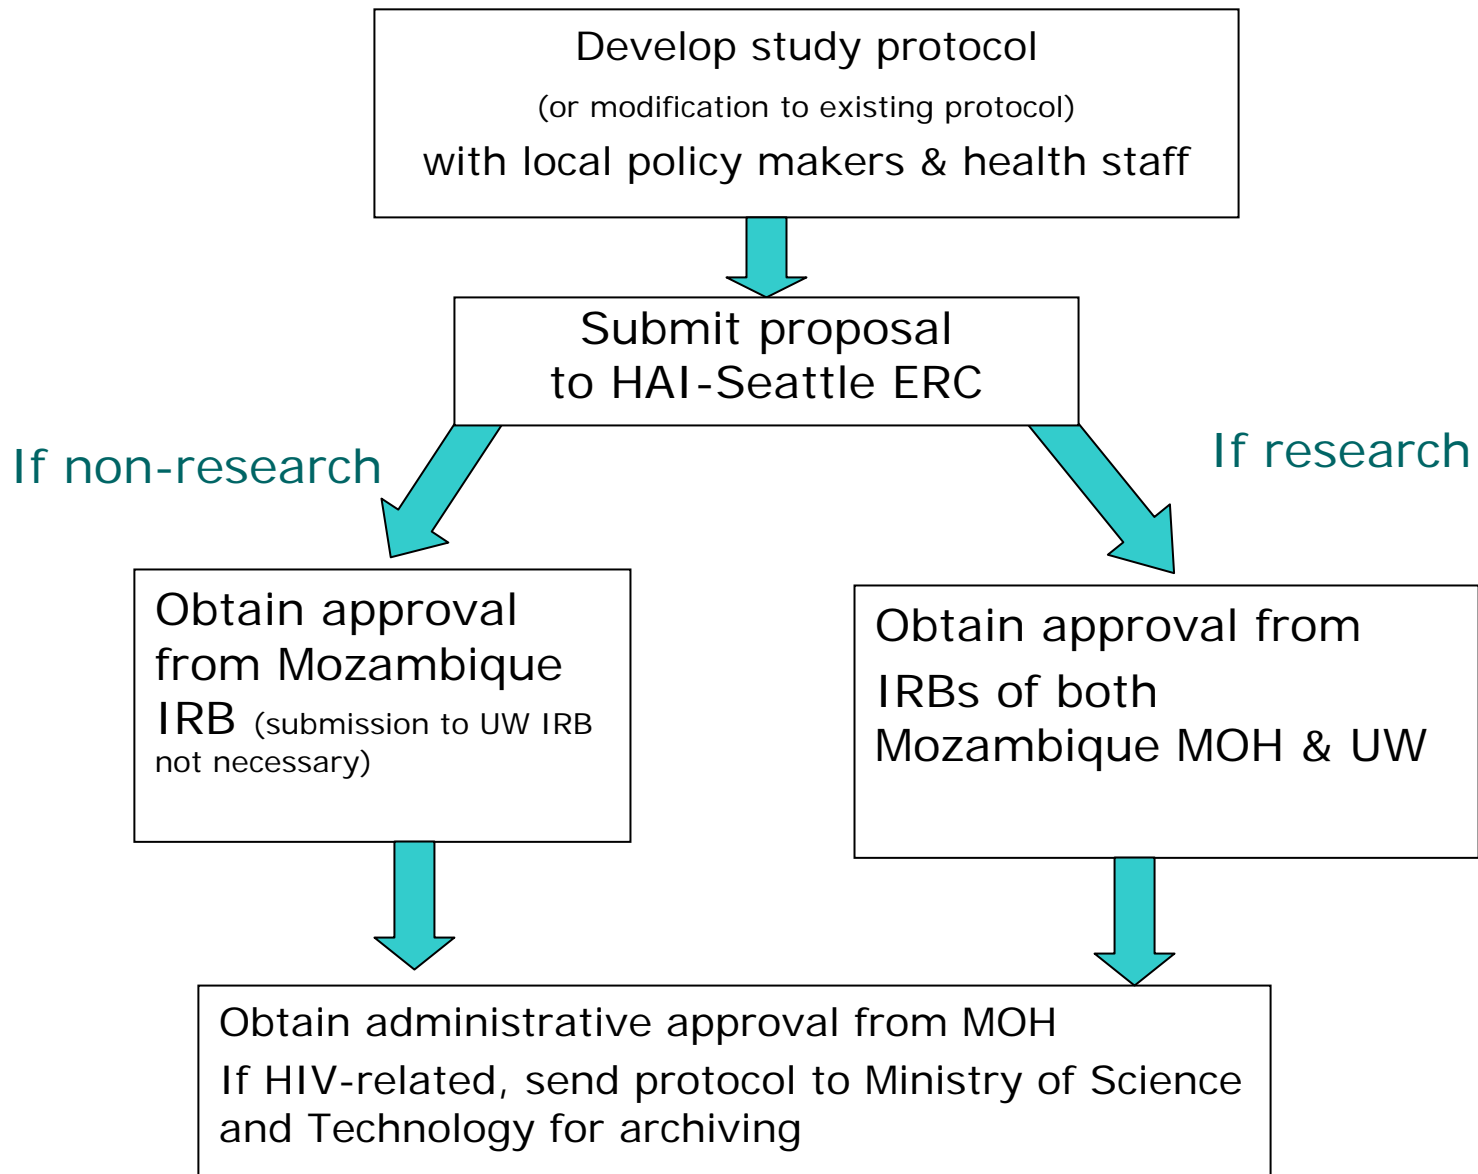 Develop study protocol
(or modification to existing protocol)
with local policy makers & health staff
Submit proposal
to HAI-Seattle ERC
If non-research
If research
Obtain approval
from Mozambique
IRB (submission to UW IRB
not necessary)
Obtain approval from
IRBs of both
Mozambique MOH & UW
Obtain administrative approval from MOH
If HIV-related, send protocol to Ministry of Science
and Technology for archiving